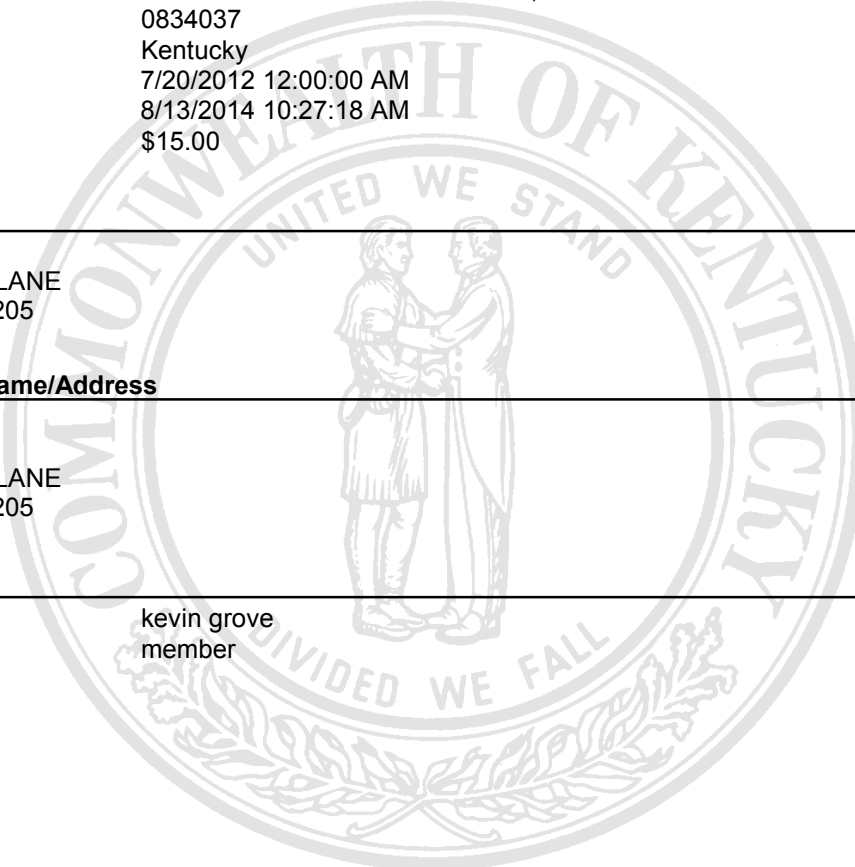 0834037
Kentucky
7/20/2012 12:00:00 AM
8/13/2014 10:27:18 AM
$15.00
LANE
205
ame/Address
LANE
205
kevin grove
member
COMMONWEALTH OF KENTUCKY
UNITED WE STAND
DIVIDED WE FALL